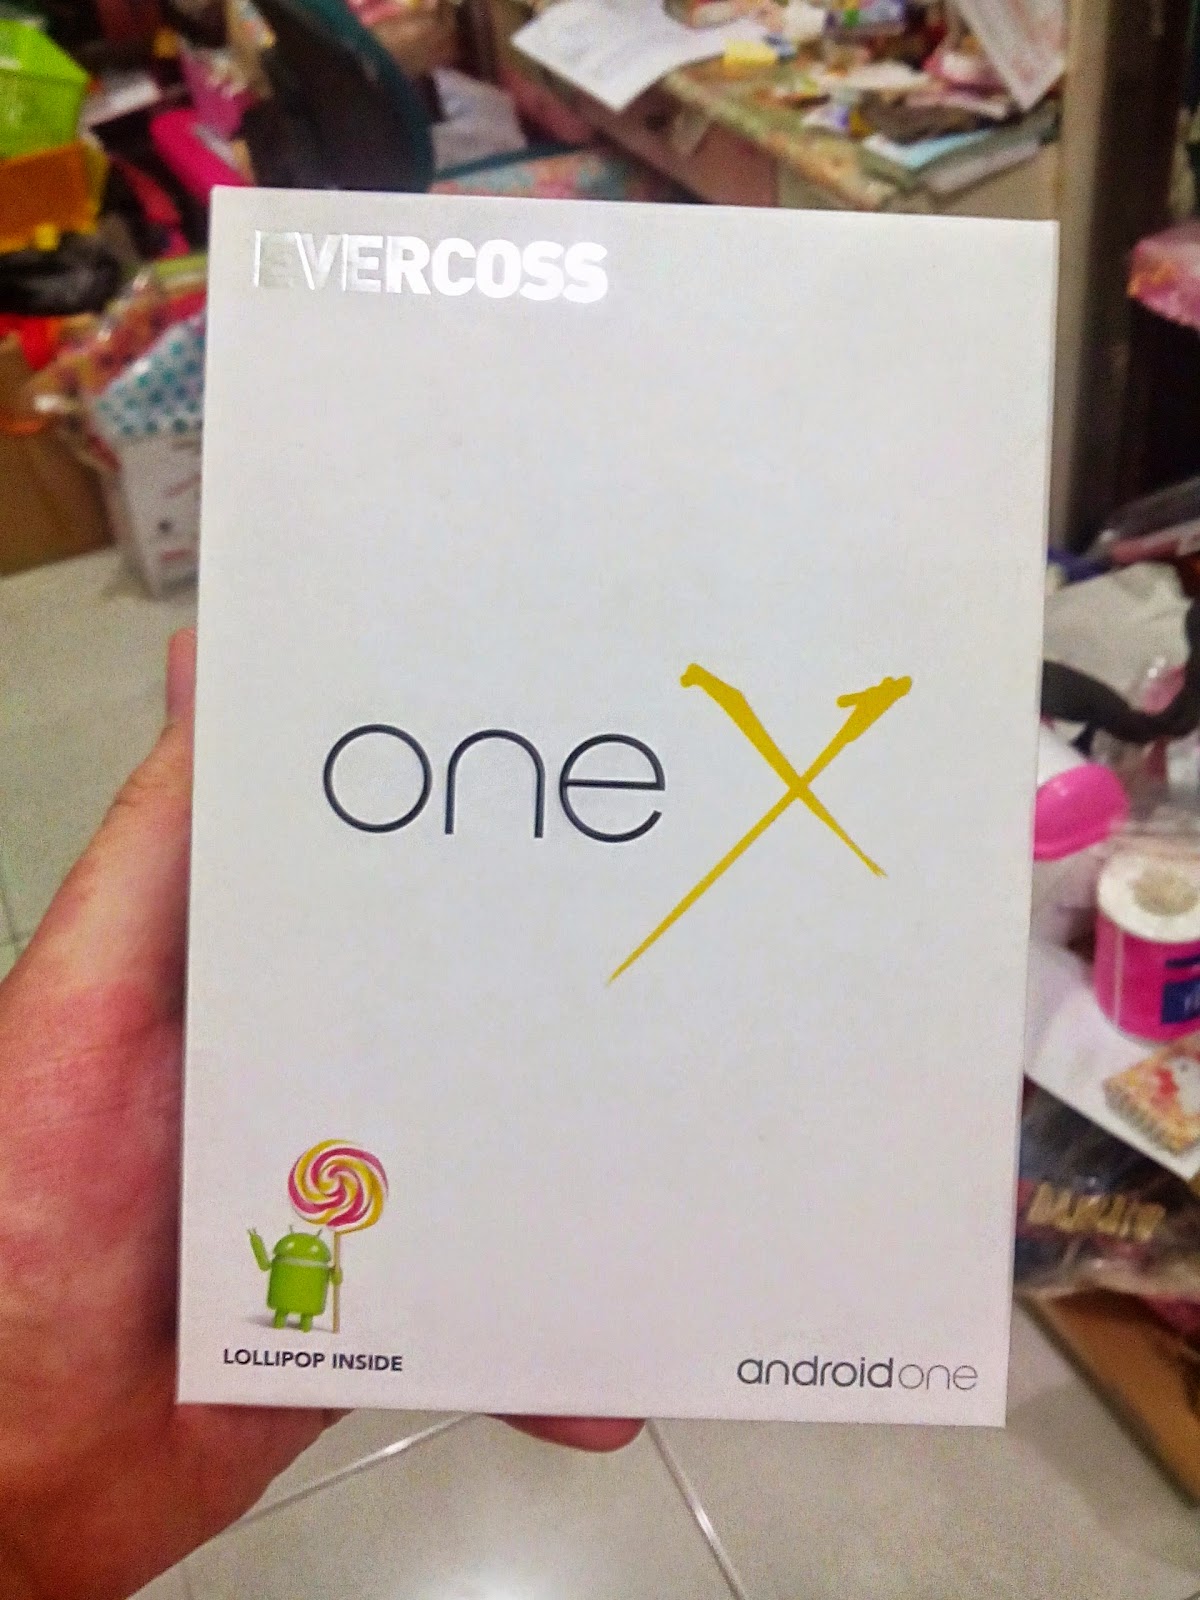 EVERCOSS
one X
LOLLIPOP INSIDE
androidone